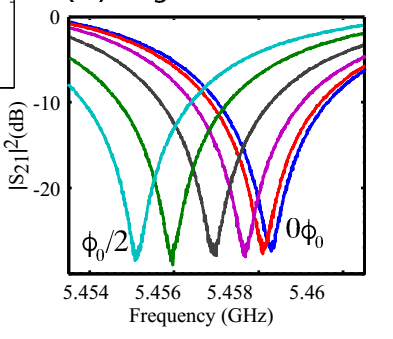 0
-10
-20
|S21|²(dB)
ϕ₀/2
0ϕ₀
5.454 5.456 5.458 5.46
Frequency (GHz)